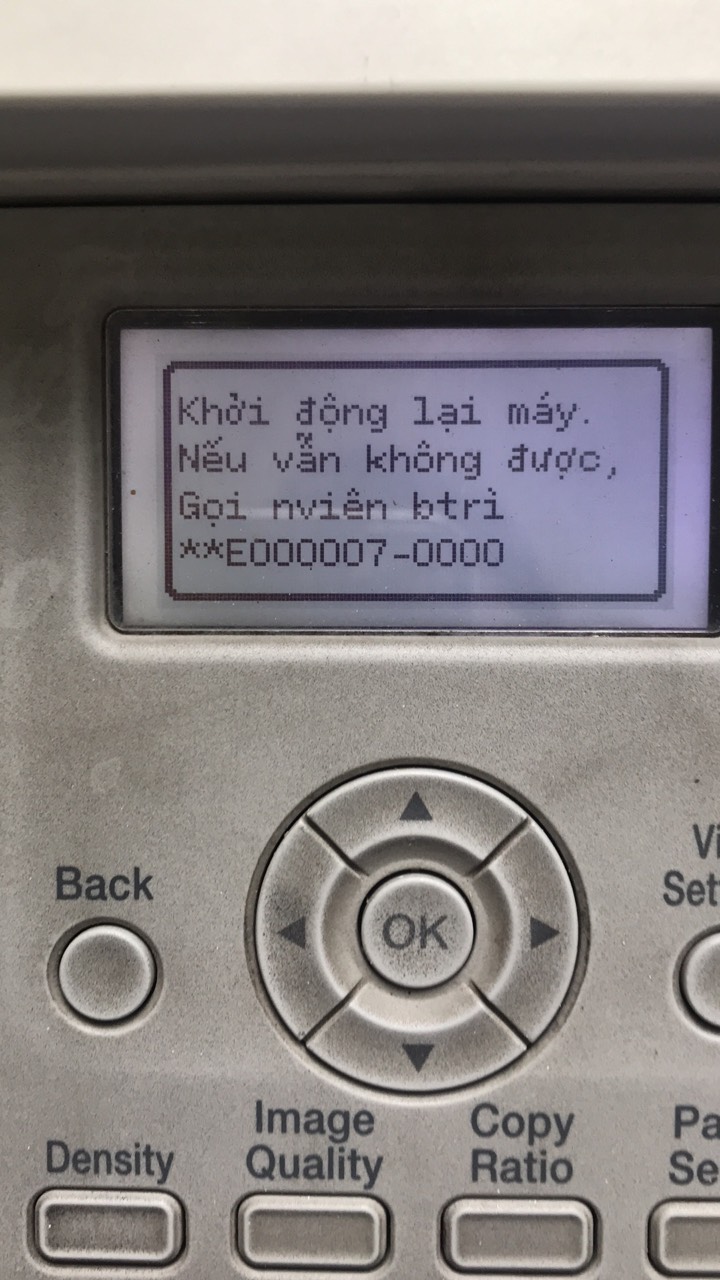 Khởi động lại máy.
Nếu vẫn không được,
Gọi nviên btrì
**E000007-0000
Back
OK
Density
Image
Quality
Copy
Ratio